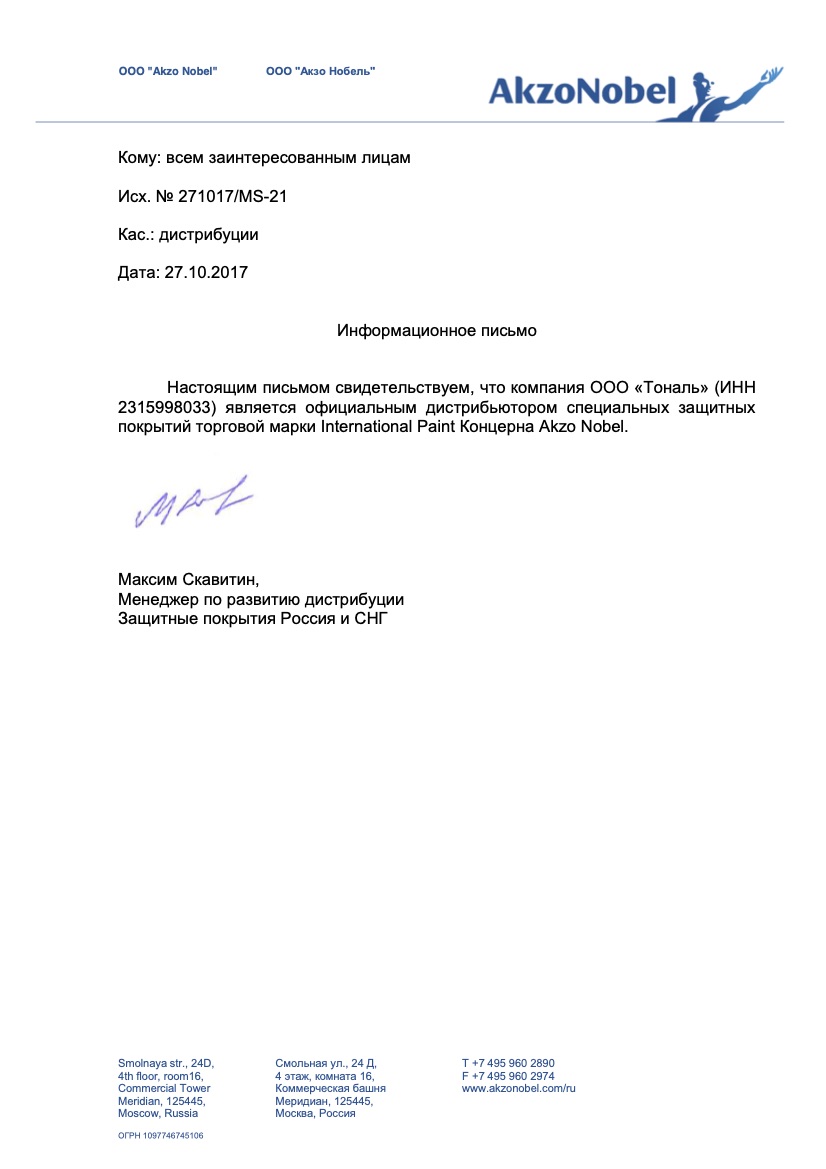 ООО "Akzo Nobel" ООО "Акзо Нобель"
AkzoNobel
Кому: всем заинтересованным лицам
Исх. № 271017/MS-21
Кас.: дистрибуции
Дата: 27.10.2017
Информационное письмо
Настоящим письмом свидетельствуем, что компания ООО «Тональ» (ИНН
2315998033) является официальным дистрибьютором специальных защитных
покрытий торговой марки International Paint Концерна Akzo Nobel.
Максим Скавитин,
Менеджер по развитию дистрибуции
Защитные покрытия Россия и СНГ
Smolnaya str., 24D,
4th floor, room16,
Commercial Tower
Meridian, 125445,
Moscow, Russia
Смольная ул., 24 Д,
4 этаж, комната 16,
Коммерческая башня
Меридиан, 125445,
Москва, Россия
T +7 495 960 2890
F +7 495 960 2974
www.akzonobel.com/ru
ОГРН 1097746745106